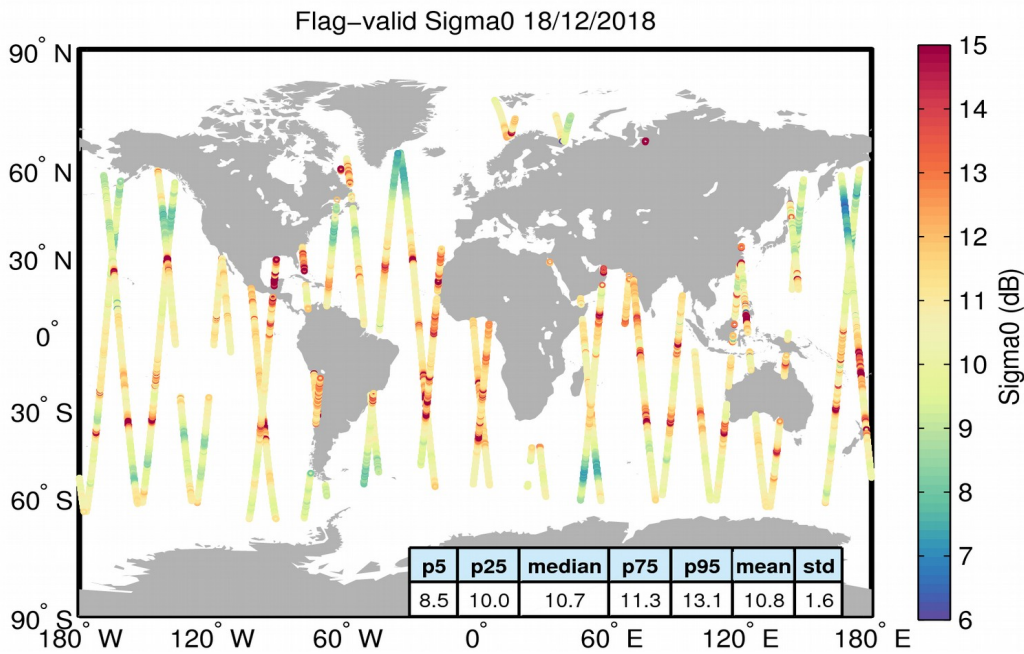 Flag−valid Sigma0 18/12/2018
90° N
60° N
30° N
0°
30° S
60° S
90° S
180° W
120° W
60° W
0°
60° E
120° E
180° E
p5 p25 median p75 p95 mean std
8.5 10.0 10.7 11.3 13.1 10.8 1.6
15
14
13
12
11
10
9
8
7
6
Sigma0 (dB)